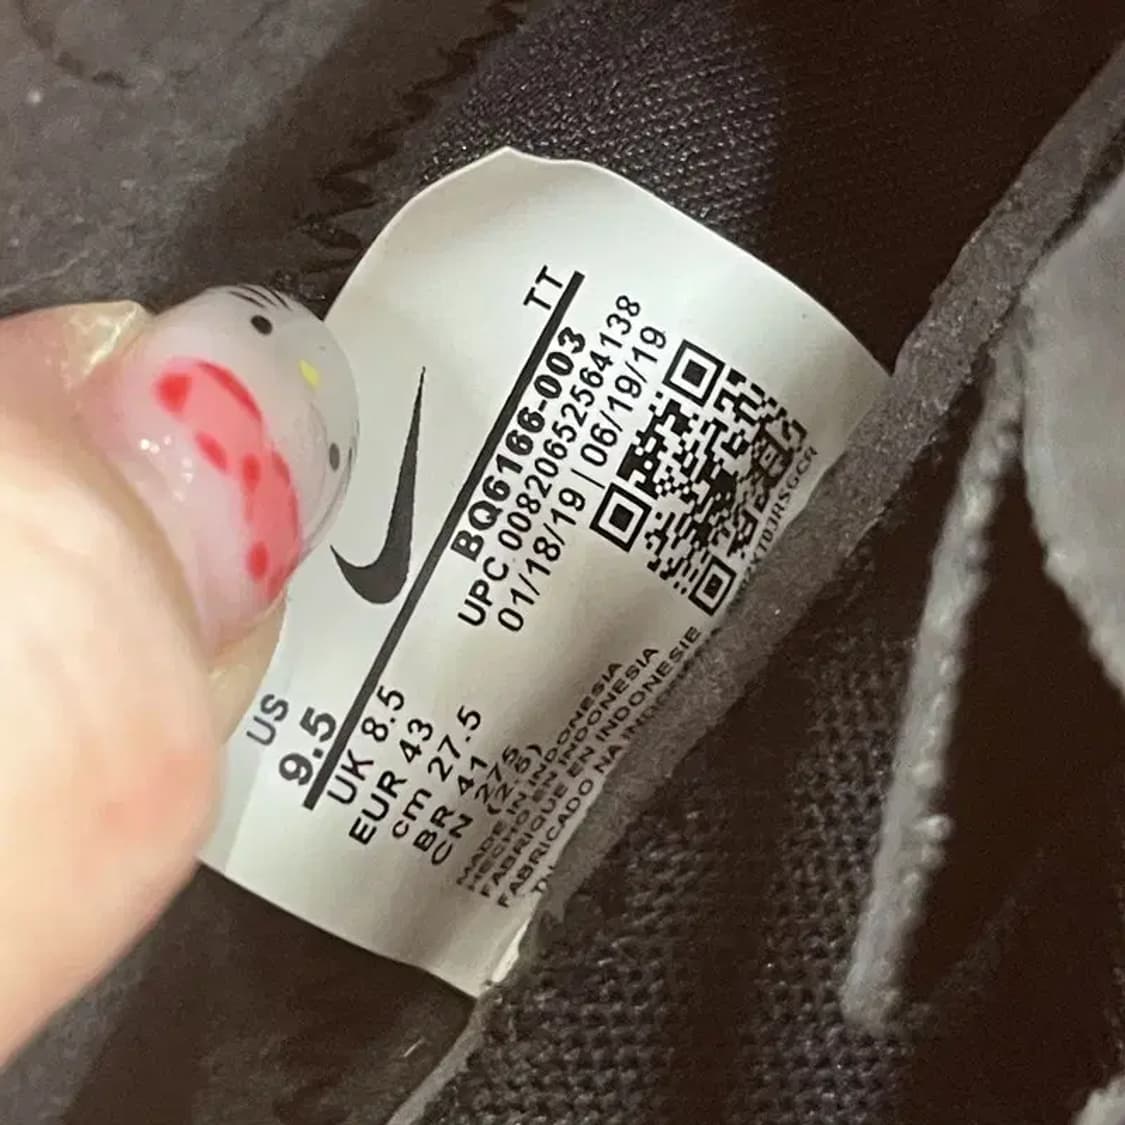 TT
BQ6166-003
UPC 00820652564138
01/18/19 | 06/19/19
US
9.5
UK 8.5
EUR 43
cm 27.5
BR 41
CN 27.5
(2.5)
MADE IN INDONESIA
HECHO EN INDONESIA
FABRIQUE EN INDONESIE
FABRICADO NA